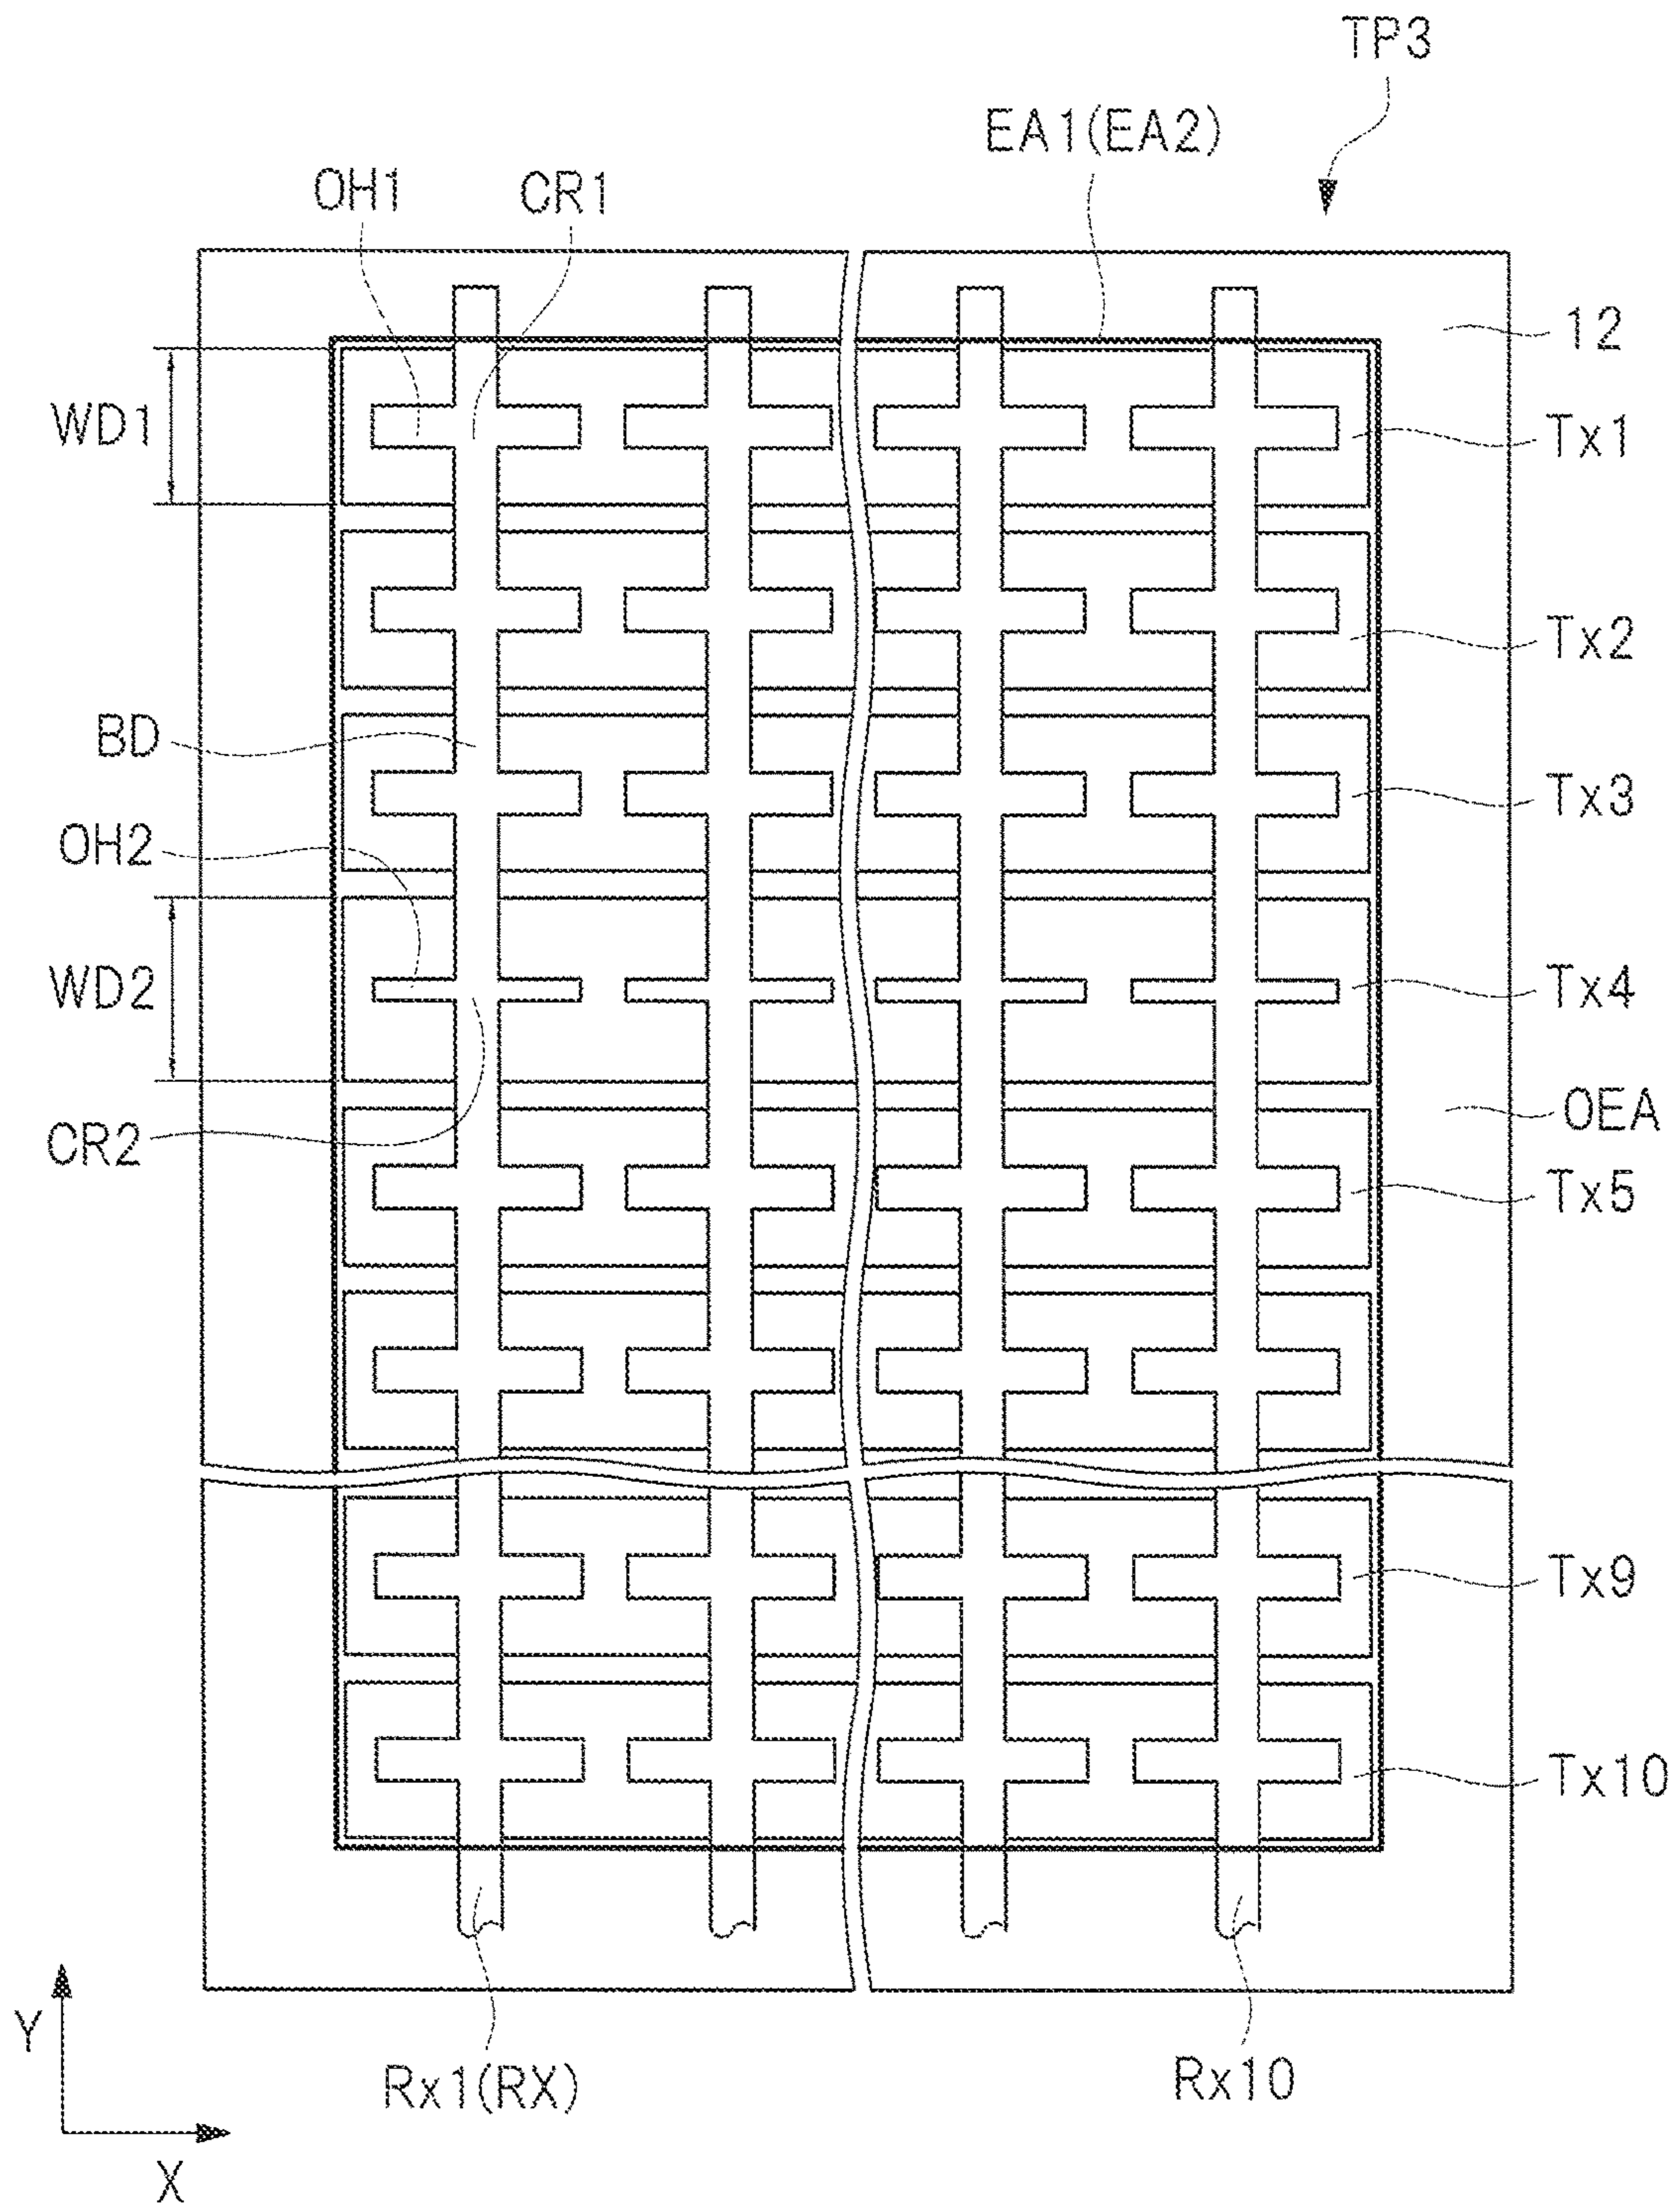 TP3
EA1(EA2)
OH1
CR1
12
WD1
Tx1
Tx2
BD
Tx3
OH2
WD2
Tx4
OEA
CR2
Tx5
Tx9
Tx10
Y
X
Rx1(RX)
Rx10